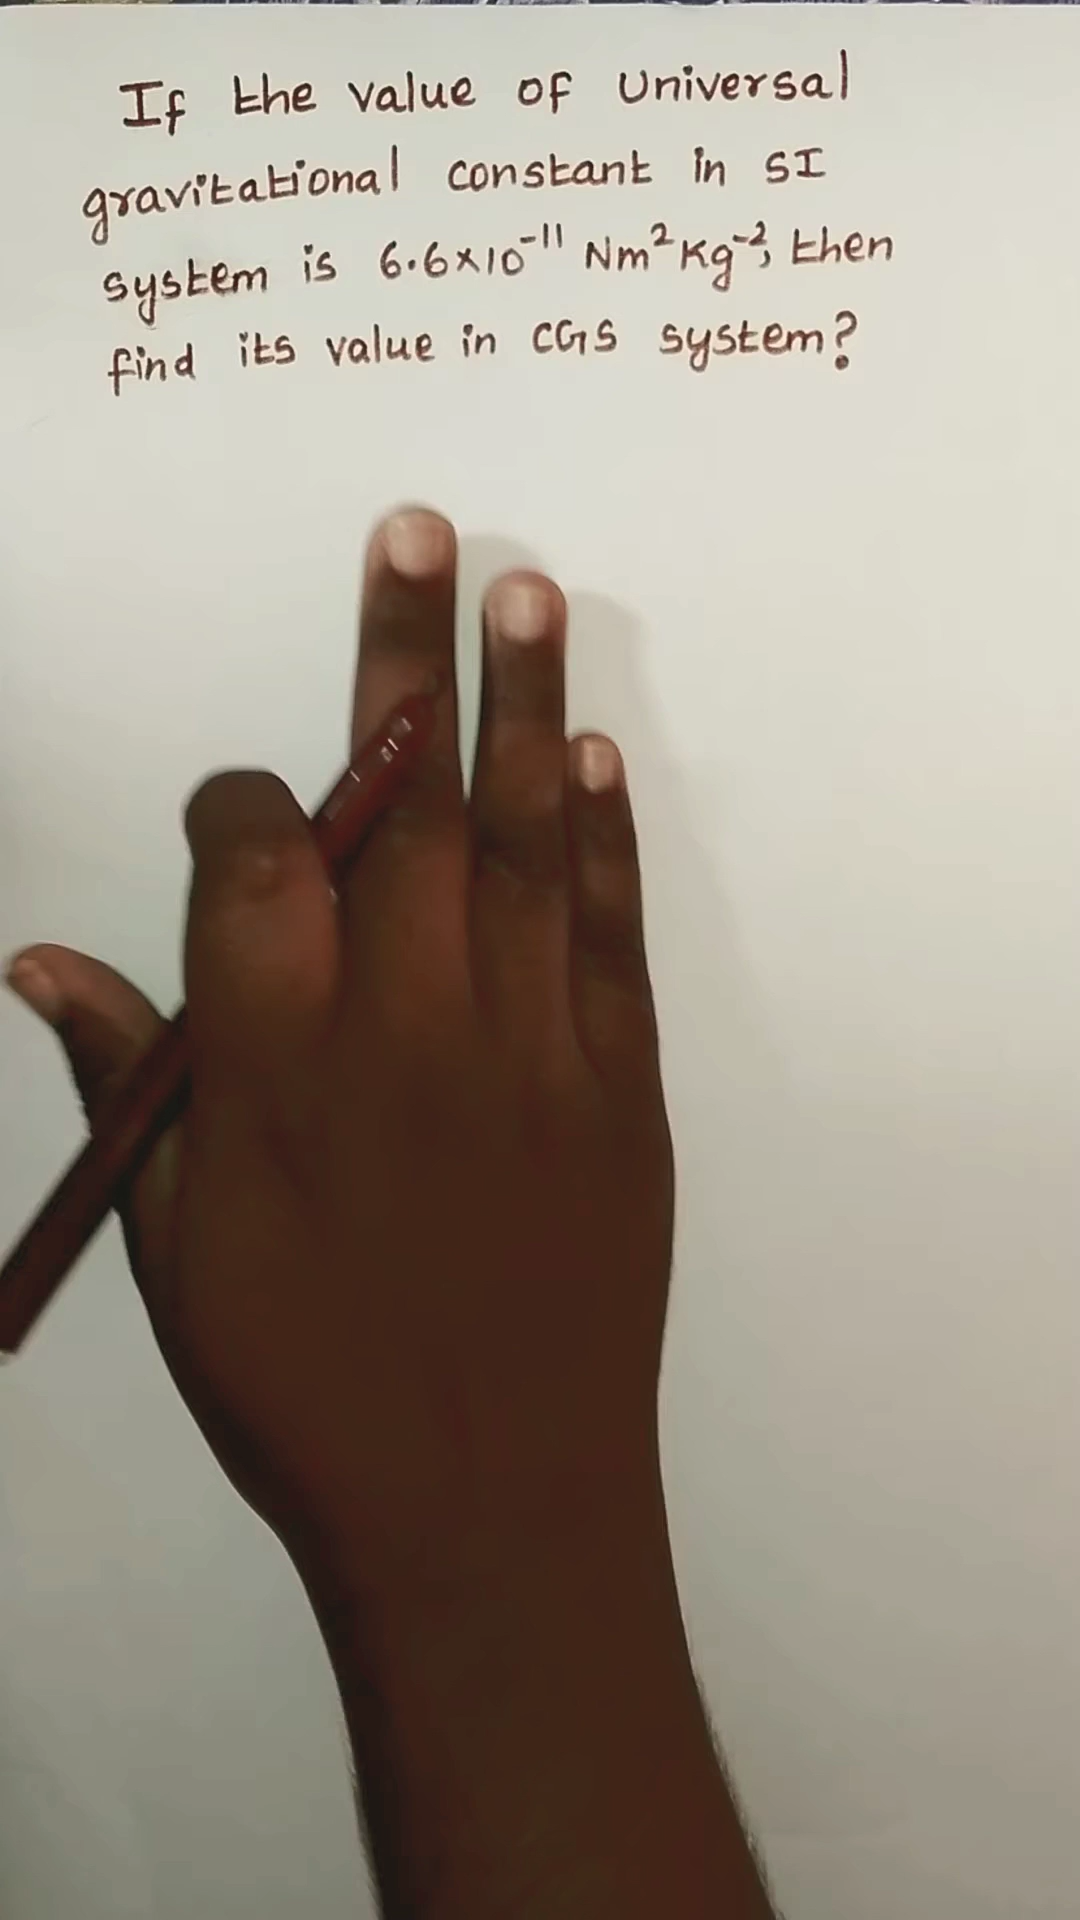 If the value of universal
gravitational constant in SI
system is 6.6×10⁻¹¹ Nm²Kg⁻², then
find its value in CGS system?